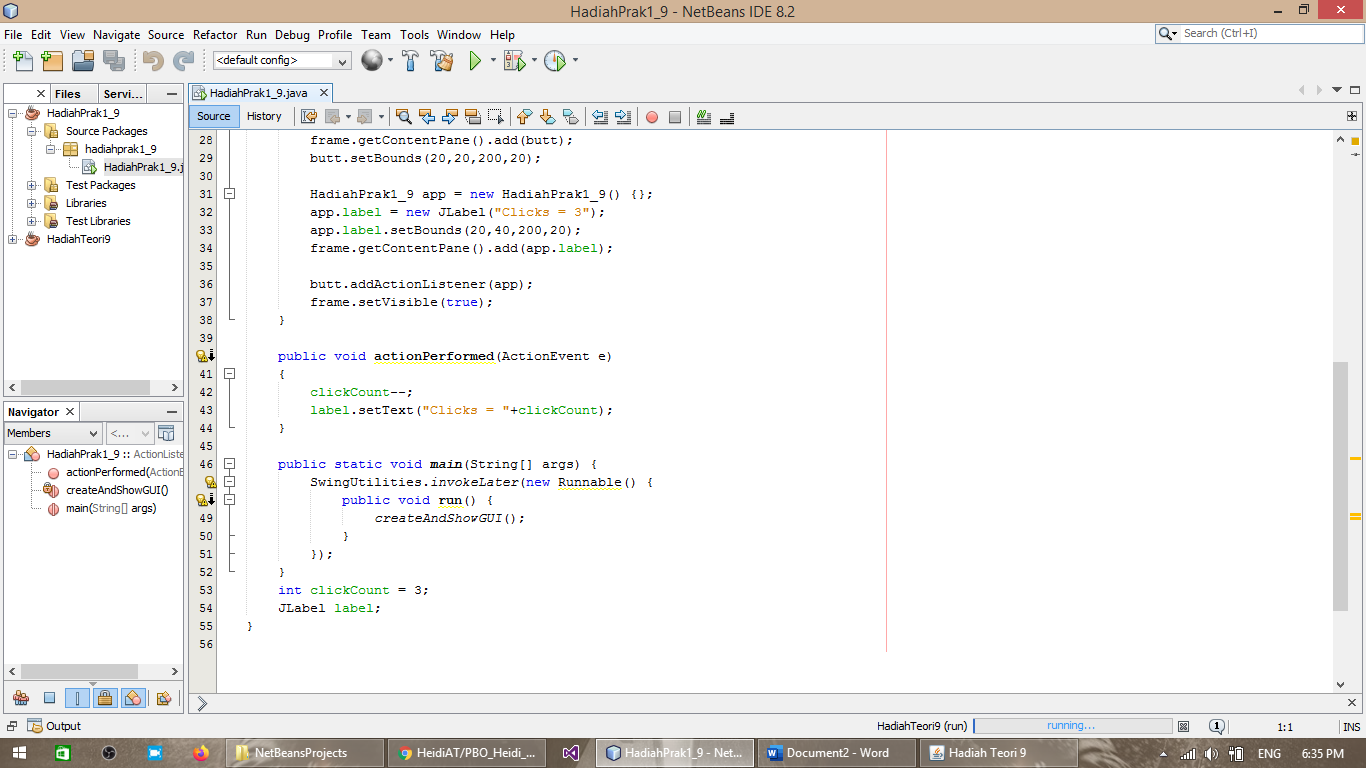 HadiahPrak1_9 - NetBeans IDE 8.2
File Edit View Navigate Source Refactor Run Debug Profile Team Tools Window Help
Search (Ctrl+I)
<default config>
Files Servi...
HadiahPrak1_9
Source Packages
hadiahprak1_9
HadiahPrak1_9.j
Test Packages
Libraries
Test Libraries
HadiahTeori9
Navigator
Members <...
HadiahPrak1_9 :: ActionListe
actionPerformed(ActionE
createAndShowGUI()
main(String[] args)
HadiahPrak1_9.java
Source History
28 frame.getContentPane().add(butt);
29 butt.setBounds(20,20,200,20);
30
31 HadiahPrak1_9 app = new HadiahPrak1_9() {};
32 app.label = new JLabel("Clicks = 3");
33 app.label.setBounds(20,40,200,20);
34 frame.getContentPane().add(app.label);
35
36 butt.addActionListener(app);
37 frame.setVisible(true);
38 }
39
public void actionPerformed(ActionEvent e)
41 {
42 clickCount--;
43 label.setText("Clicks = "+clickCount);
44 }
45
46 public static void main(String[] args) {
SwingUtilities.invokeLater(new Runnable() {
public void run() {
49 createAndShowGUI();
50 }
51 });
52 }
53 int clickCount = 3;
54 JLabel label;
55 }
56
Output
HadiahTeori9 (run) running... 1 1:1 INS
NetBeansProjects
HeidiAT/PBO_Heidi_...
HadiahPrak1_9 - Net...
Document2 - Word
Hadiah Teori 9
ENG 6:35 PM